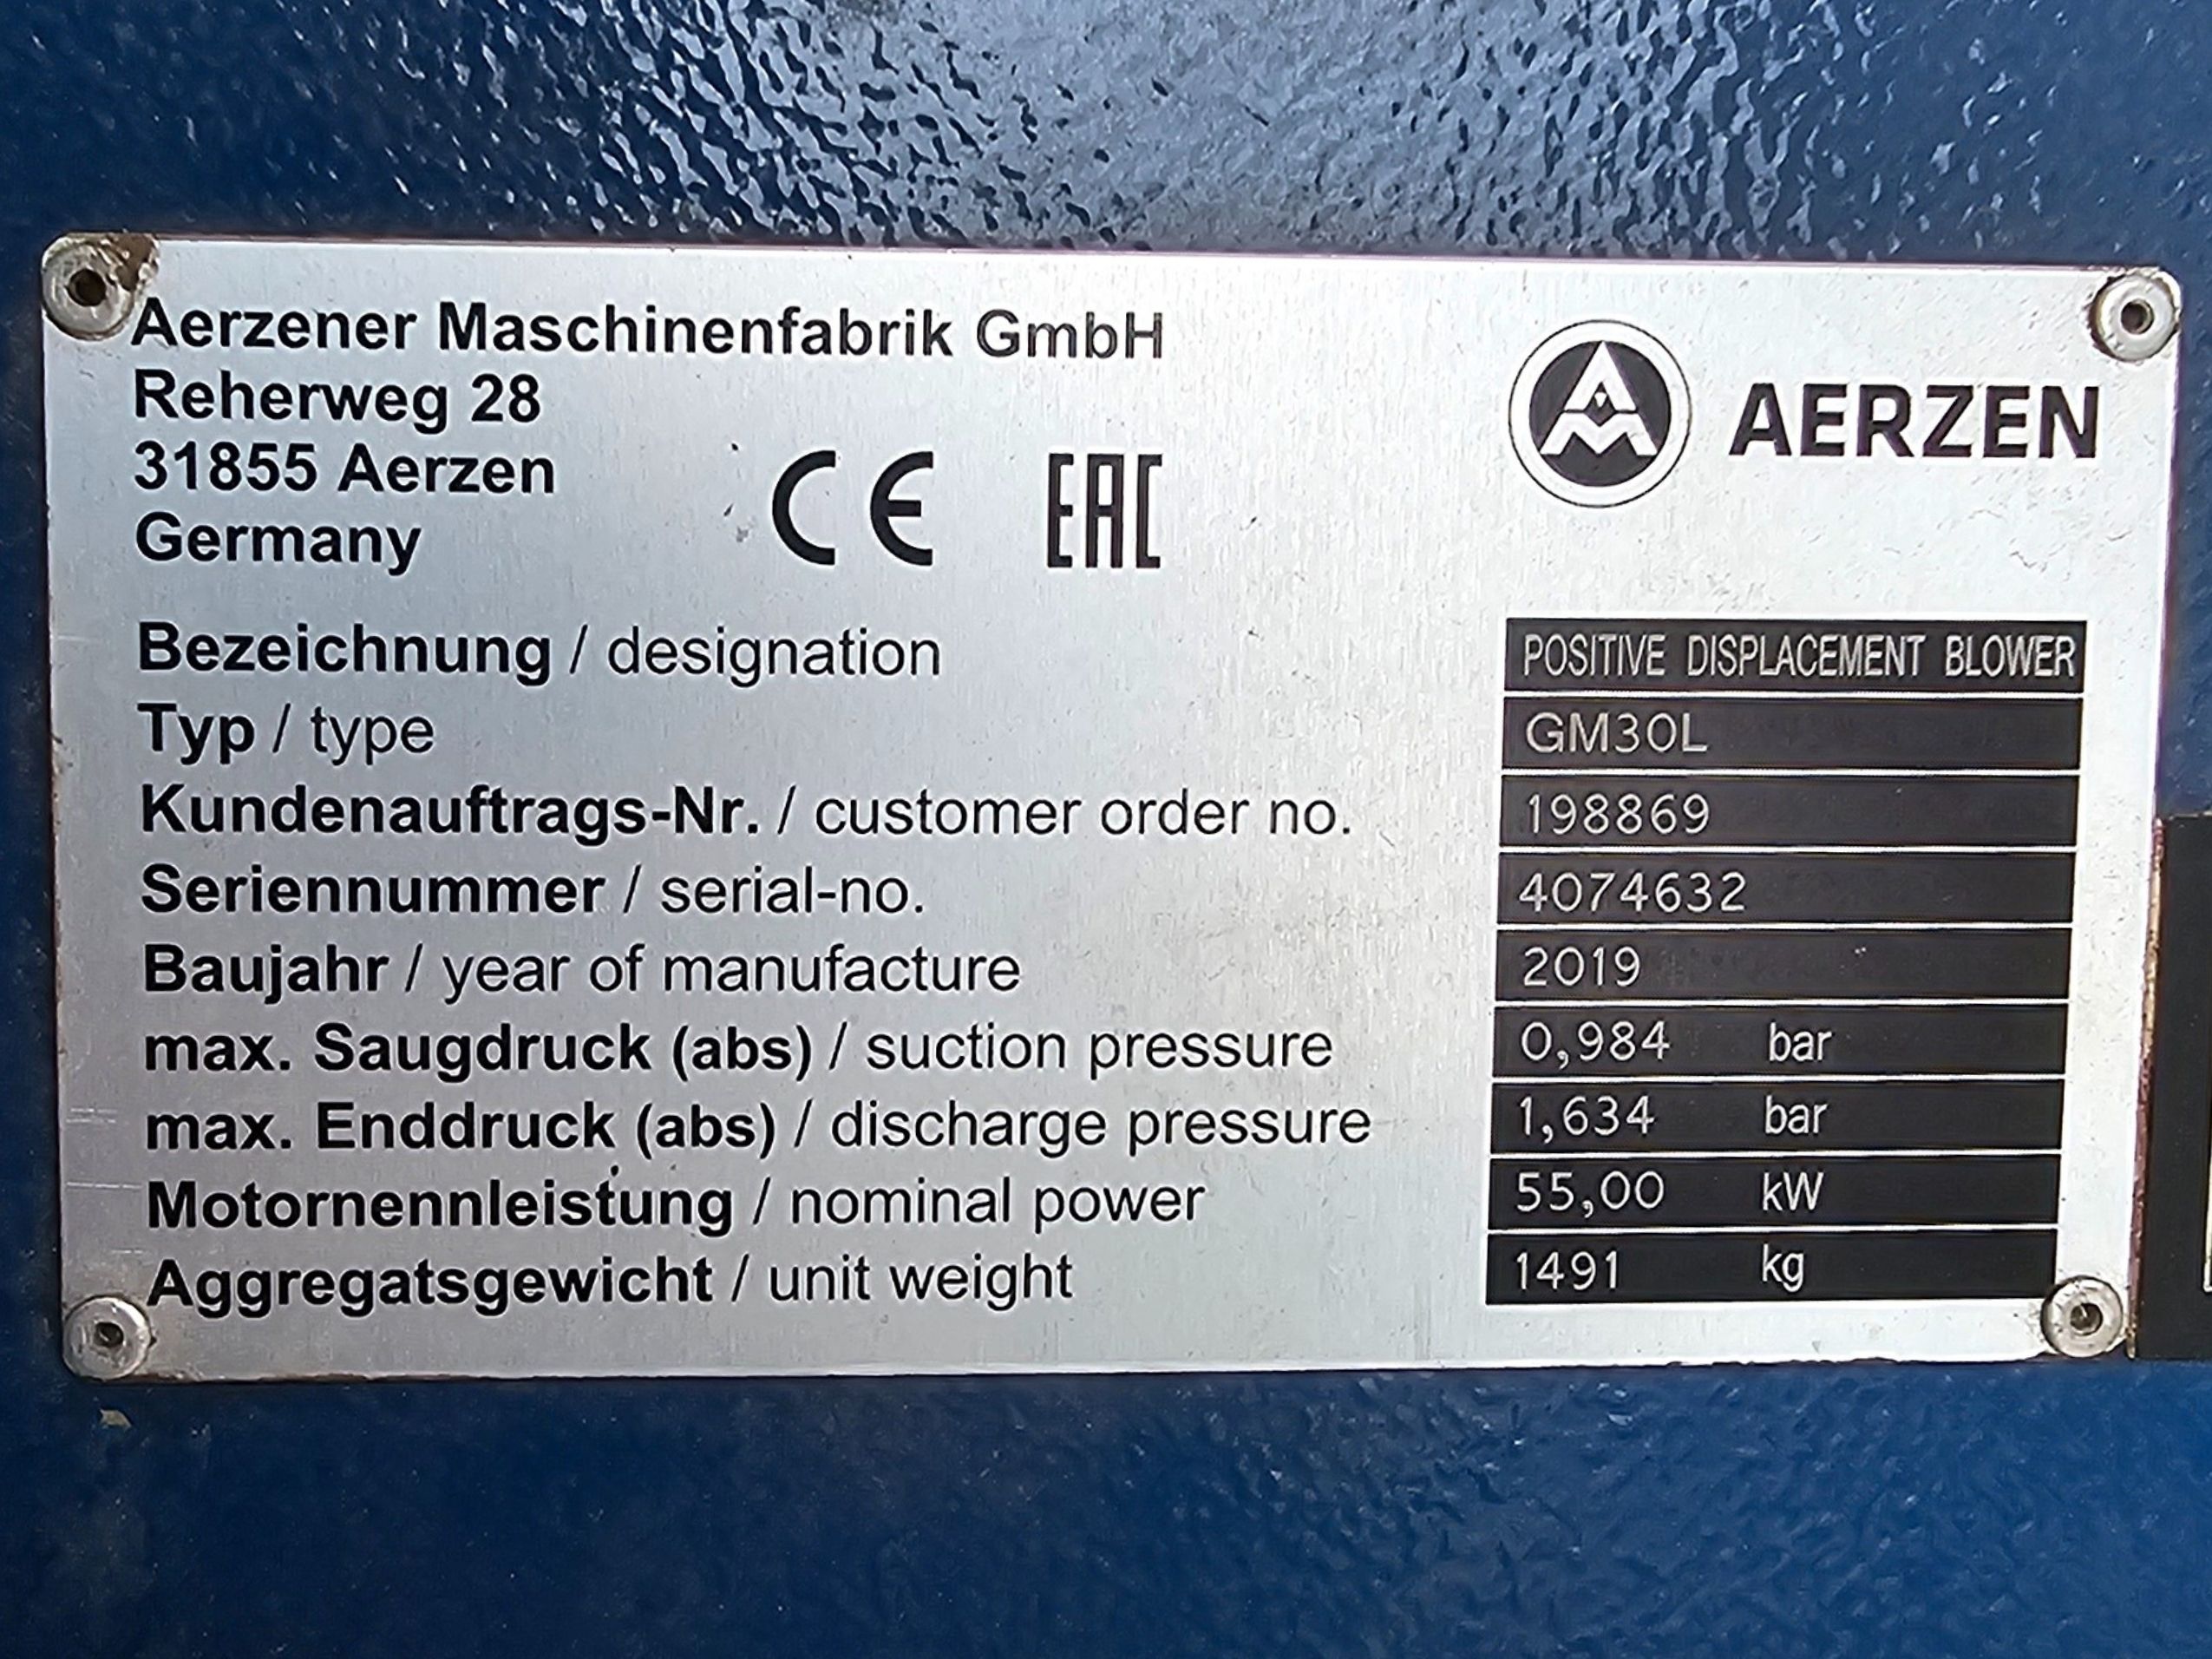 Aerzener Maschinenfabrik GmbH
Reherweg 28
31855 Aerzen
Germany
CE EAC
AERZEN
Bezeichnung / designation POSITIVE DISPLACEMENT BLOWER
Typ / type GM30L
Kundenauftrags-Nr. / customer order no. 198869
Seriennummer / serial-no. 4074632
Baujahr / year of manufacture 2019
max. Saugdruck (abs) / suction pressure 0,984 bar
max. Enddruck (abs) / discharge pressure 1,634 bar
Motornennleistung / nominal power 55,00 kW
Aggregatsgewicht / unit weight 1491 kg